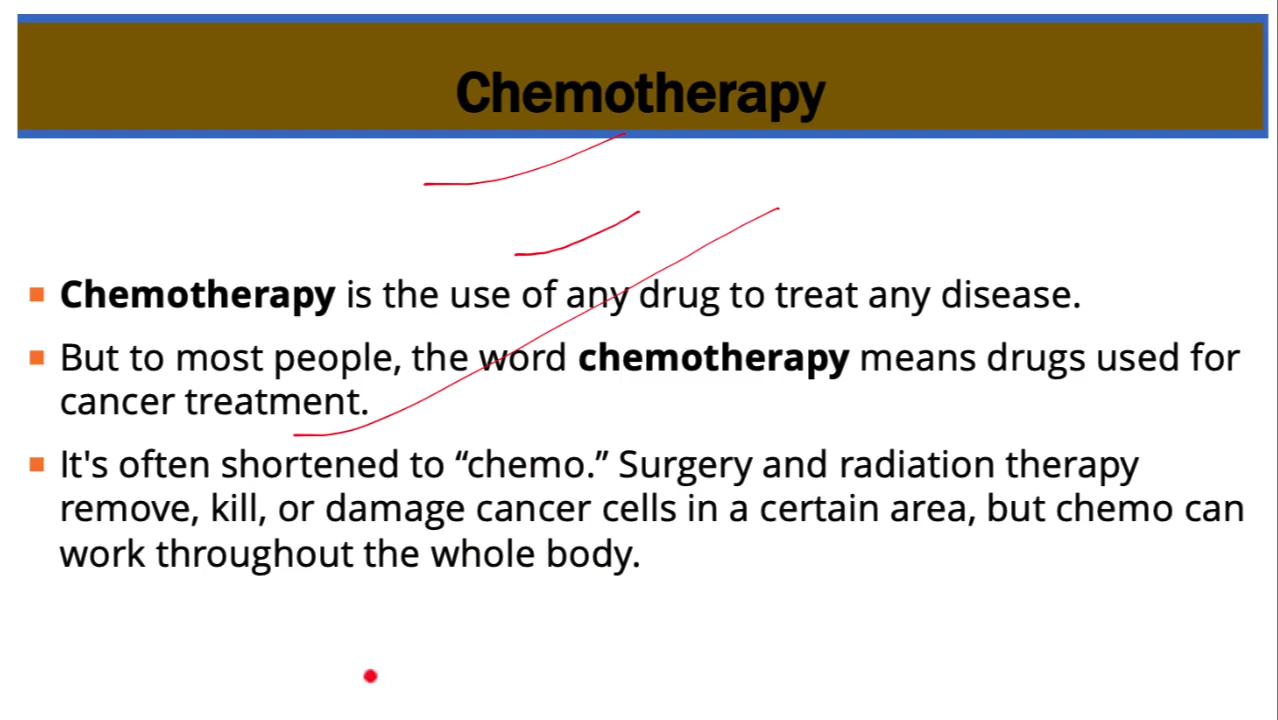 Chemotherapy
Chemotherapy is the use of any drug to treat any disease.
But to most people, the word chemotherapy means drugs used for
cancer treatment.
It's often shortened to “chemo.” Surgery and radiation therapy
remove, kill, or damage cancer cells in a certain area, but chemo can
work throughout the whole body.